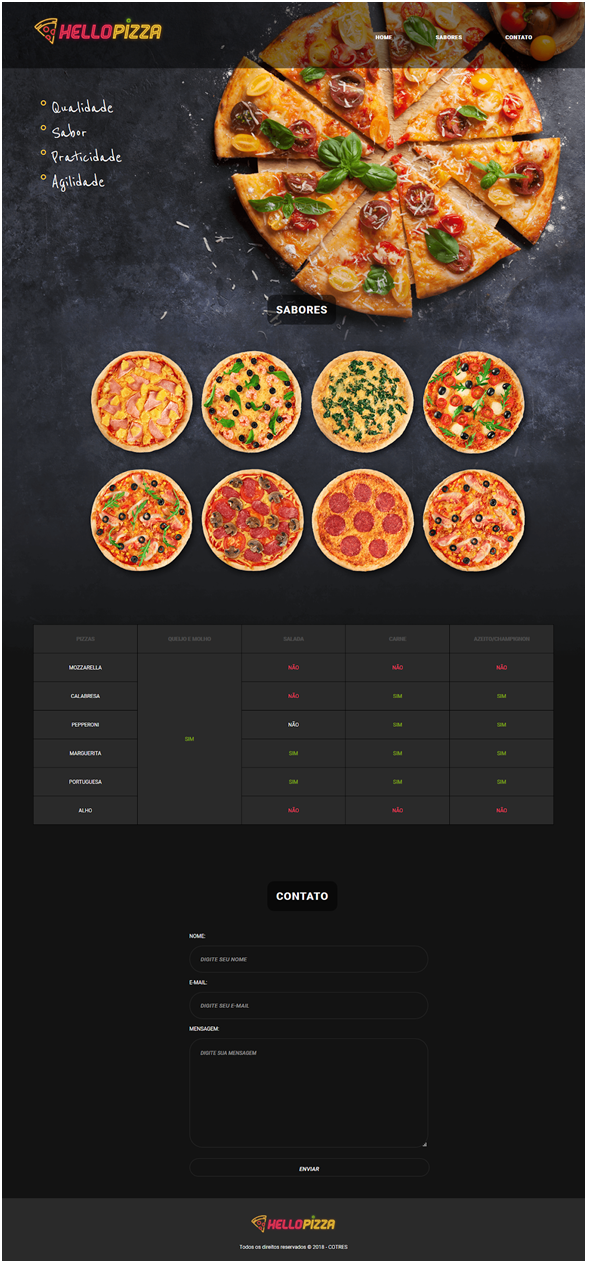 HELLOPIZZA
HOME SABORES CONTATO
Qualidade
Sabor
Praticidade
Agilidade
SABORES
PIZZAS QUEIJO E MOLHO SALADA CARNE AZEITO/CHAMPIGNON
MOZZARELLA NÃO NÃO NÃO
CALABRESA NÃO SIM SIM
PEPPERONI NÃO SIM SIM
SIM
MARGUERITA SIM SIM SIM
PORTUGUESA SIM SIM SIM
ALHO NÃO NÃO NÃO
CONTATO
NOME:
DIGITE SEU NOME
E-MAIL:
DIGITE SEU E-MAIL
MENSAGEM:
DIGITE SUA MENSAGEM
ENVIAR
HELLOPIZZA
Todos os direitos reservados © 2018 - COTRES